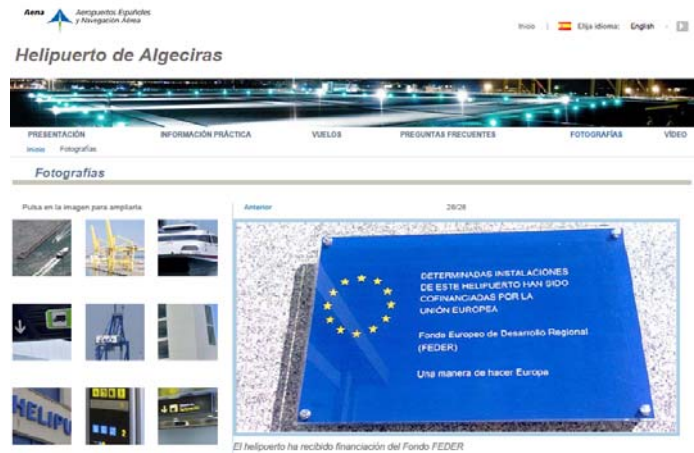 Aena
Aeropuertos Españoles
y Navegación Aérea
Inicio | Elija idioma: English
Helipuerto de Algeciras
PRESENTACIÓN INFORMACIÓN PRÁCTICA VUELOS PREGUNTAS FRECUENTES FOTOGRAFÍAS VÍDEO
Inicio Fotografías
Fotografías
Pulsa en la imagen para ampliarla
Anterior 28/28
DETERMINADAS INSTALACIONES
DE ESTE HELIPUERTO HAN SIDO
COFINANCIADAS POR LA
UNIÓN EUROPEA
Fondo Europeo de Desarrollo Regional
(FEDER)
Una manera de hacer Europa
HELIPU
El helipuerto ha recibido financiación del Fondo FEDER